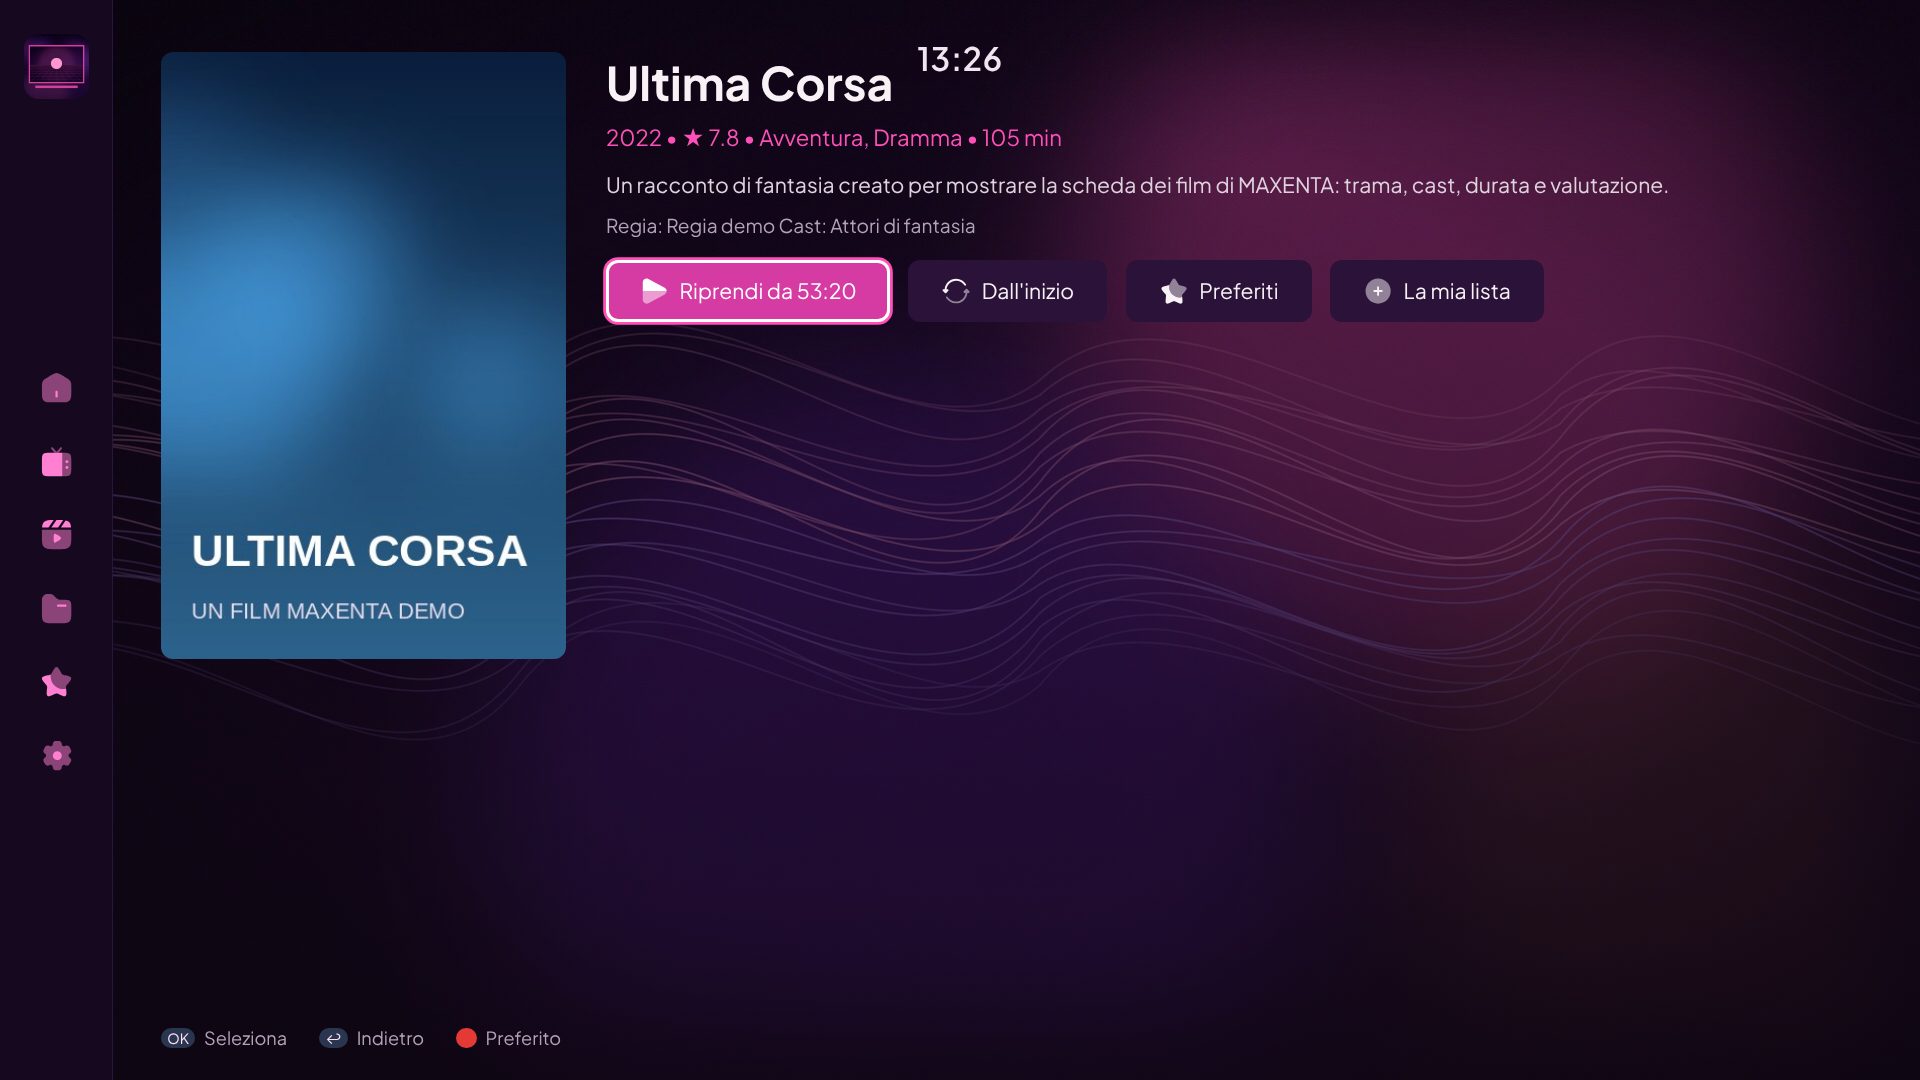 13:26
Ultima Corsa
2022 • ★ 7.8 • Avventura, Dramma • 105 min
Un racconto di fantasia creato per mostrare la scheda dei film di MAXENTA: trama, cast, durata e valutazione.
Regia: Regia demo Cast: Attori di fantasia
Riprendi da 53:20
Dall'inizio
Preferiti
La mia lista
ULTIMA CORSA
UN FILM MAXENTA DEMO
OK Seleziona
Indietro
Preferito